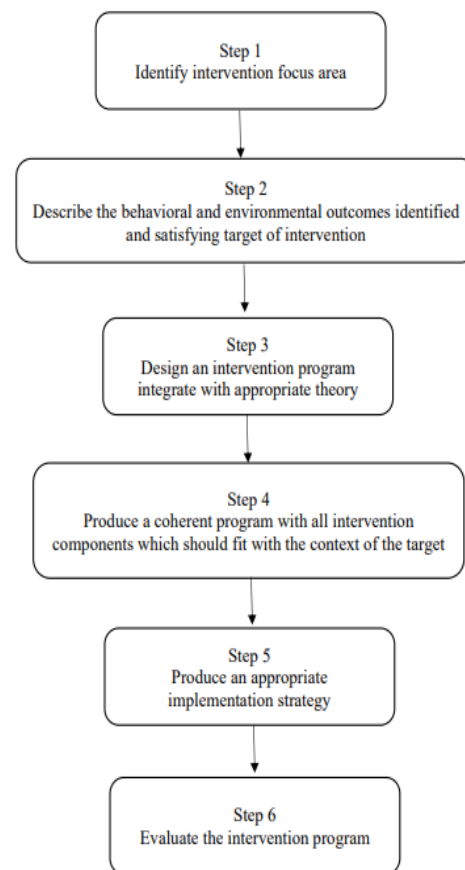 Step 1
Identify intervention focus area
Step 2
Describe the behavioral and environmental outcomes identified
and satisfying target of intervention
Step 3
Design an intervention program
integrate with appropriate theory
Step 4
Produce a coherent program with all intervention
components which should fit with the context of the target
Step 5
Produce an appropriate
implementation strategy
Step 6
Evaluate the intervention program